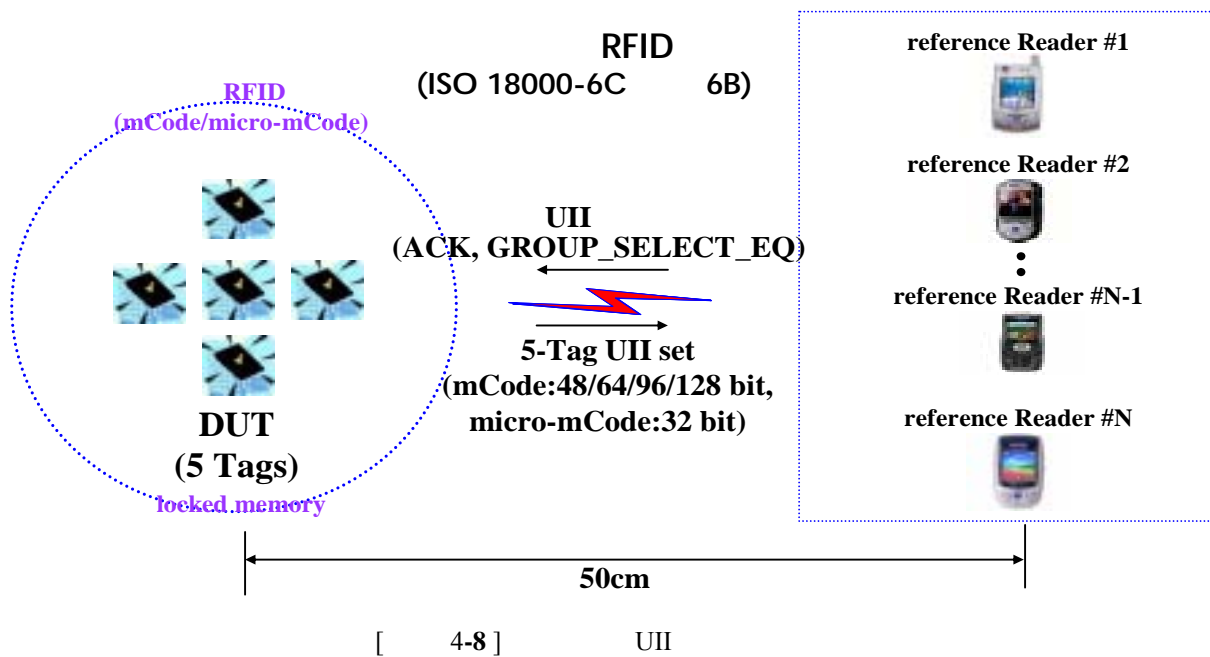 RFID
(ISO 18000-6C 6B)
RFID
(mCode/micro-mCode)
DUT
(5 Tags)
locked memory
UII
(ACK, GROUP_SELECT_EQ)
5-Tag UII set
(mCode:48/64/96/128 bit,
micro-mCode:32 bit)
reference Reader #1
reference Reader #2
reference Reader #N-1
reference Reader #N
50cm
[ 4-8 ] UII